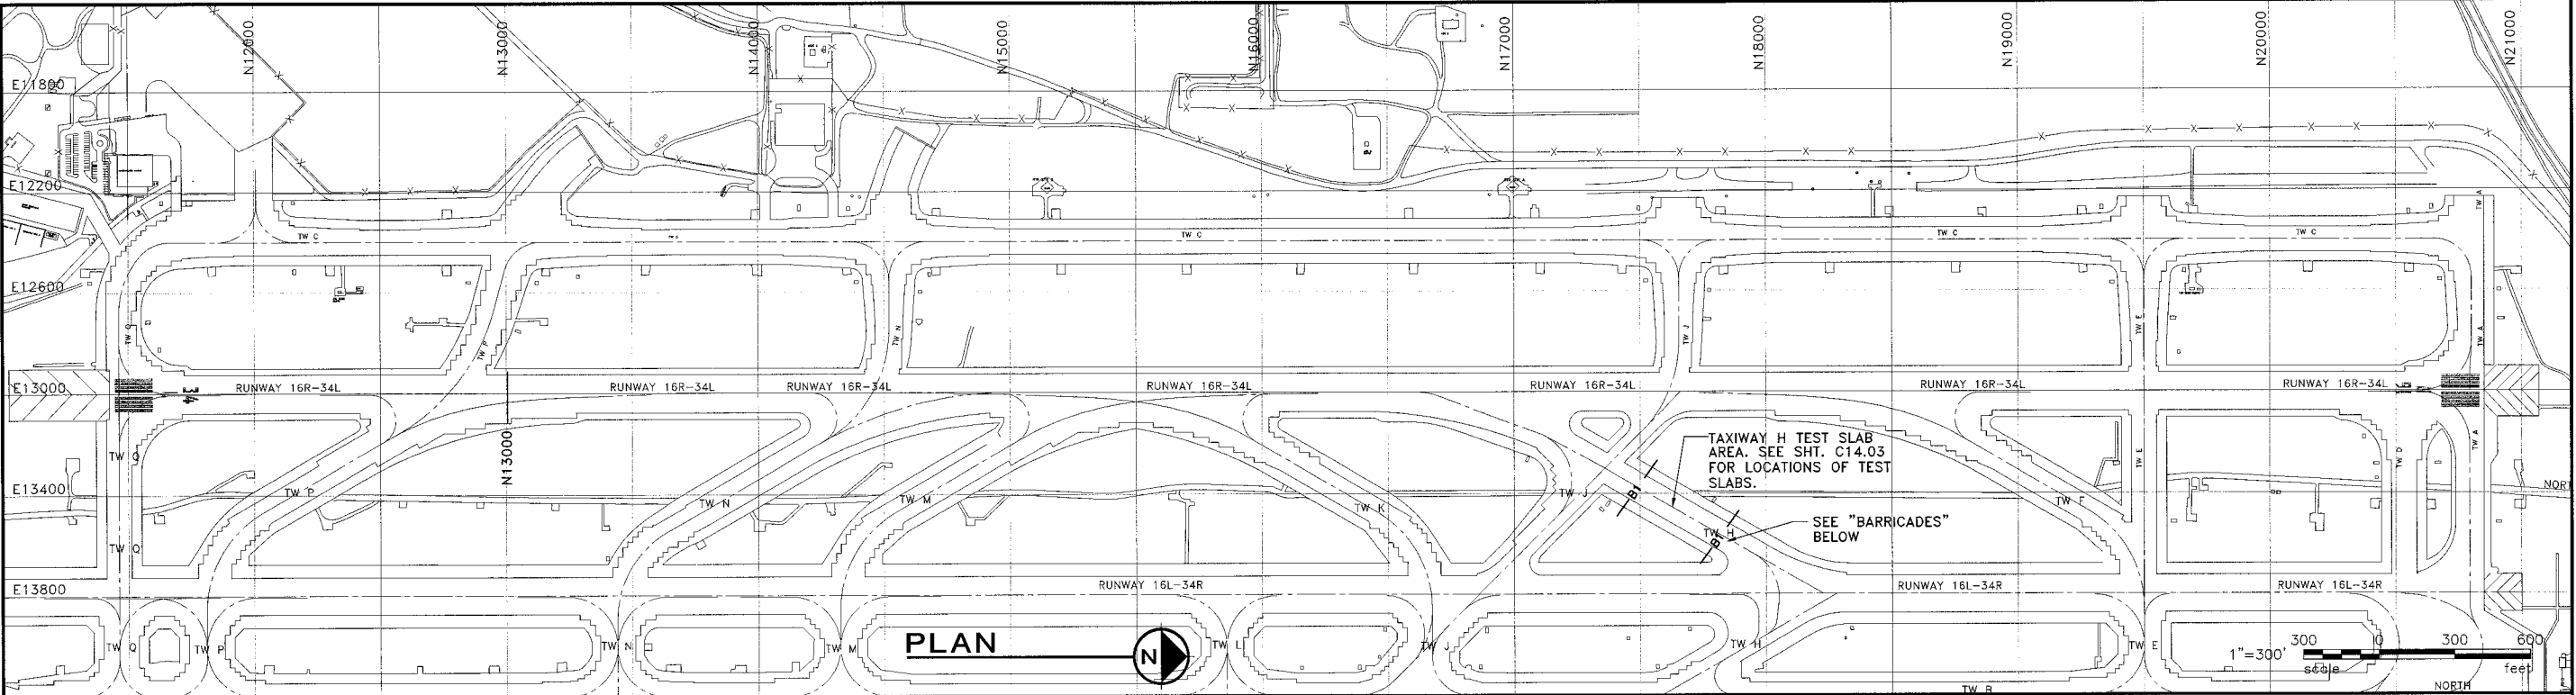 N12000
N13000
N14000
N15000
N16000
N17000
N18000
N19000
N20000
N21000
E11800
E12200
TW A
TW C
TW C
TW C
TW C
E12600
TW Q
TW P
TW N
TW J
TW E
TW A
E13000
34
RUNWAY 16R-34L
RUNWAY 16R-34L
RUNWAY 16R-34L
RUNWAY 16R-34L
RUNWAY 16R-34L
RUNWAY 16R-34L
RUNWAY 16R-34L
N13000
TW Q
TAXIWAY H TEST SLAB
AREA. SEE SHT. C14.03
FOR LOCATIONS OF TEST
SLABS.
TW E
TW D
TW A
E13400
TW P
TW N
TW M
TW K
TW J
B1
TW F
TW H
B1
SEE "BARRICADES"
BELOW
TW Q
E13800
RUNWAY 16L-34R
RUNWAY 16L-34R
RUNWAY 16L-34R
TW Q
TW P
TW N
TW M
PLAN
N
TW L
TW J
TW H
TW E
TW B
1"=300'
300
0
300
600
scale
feet
NORTH